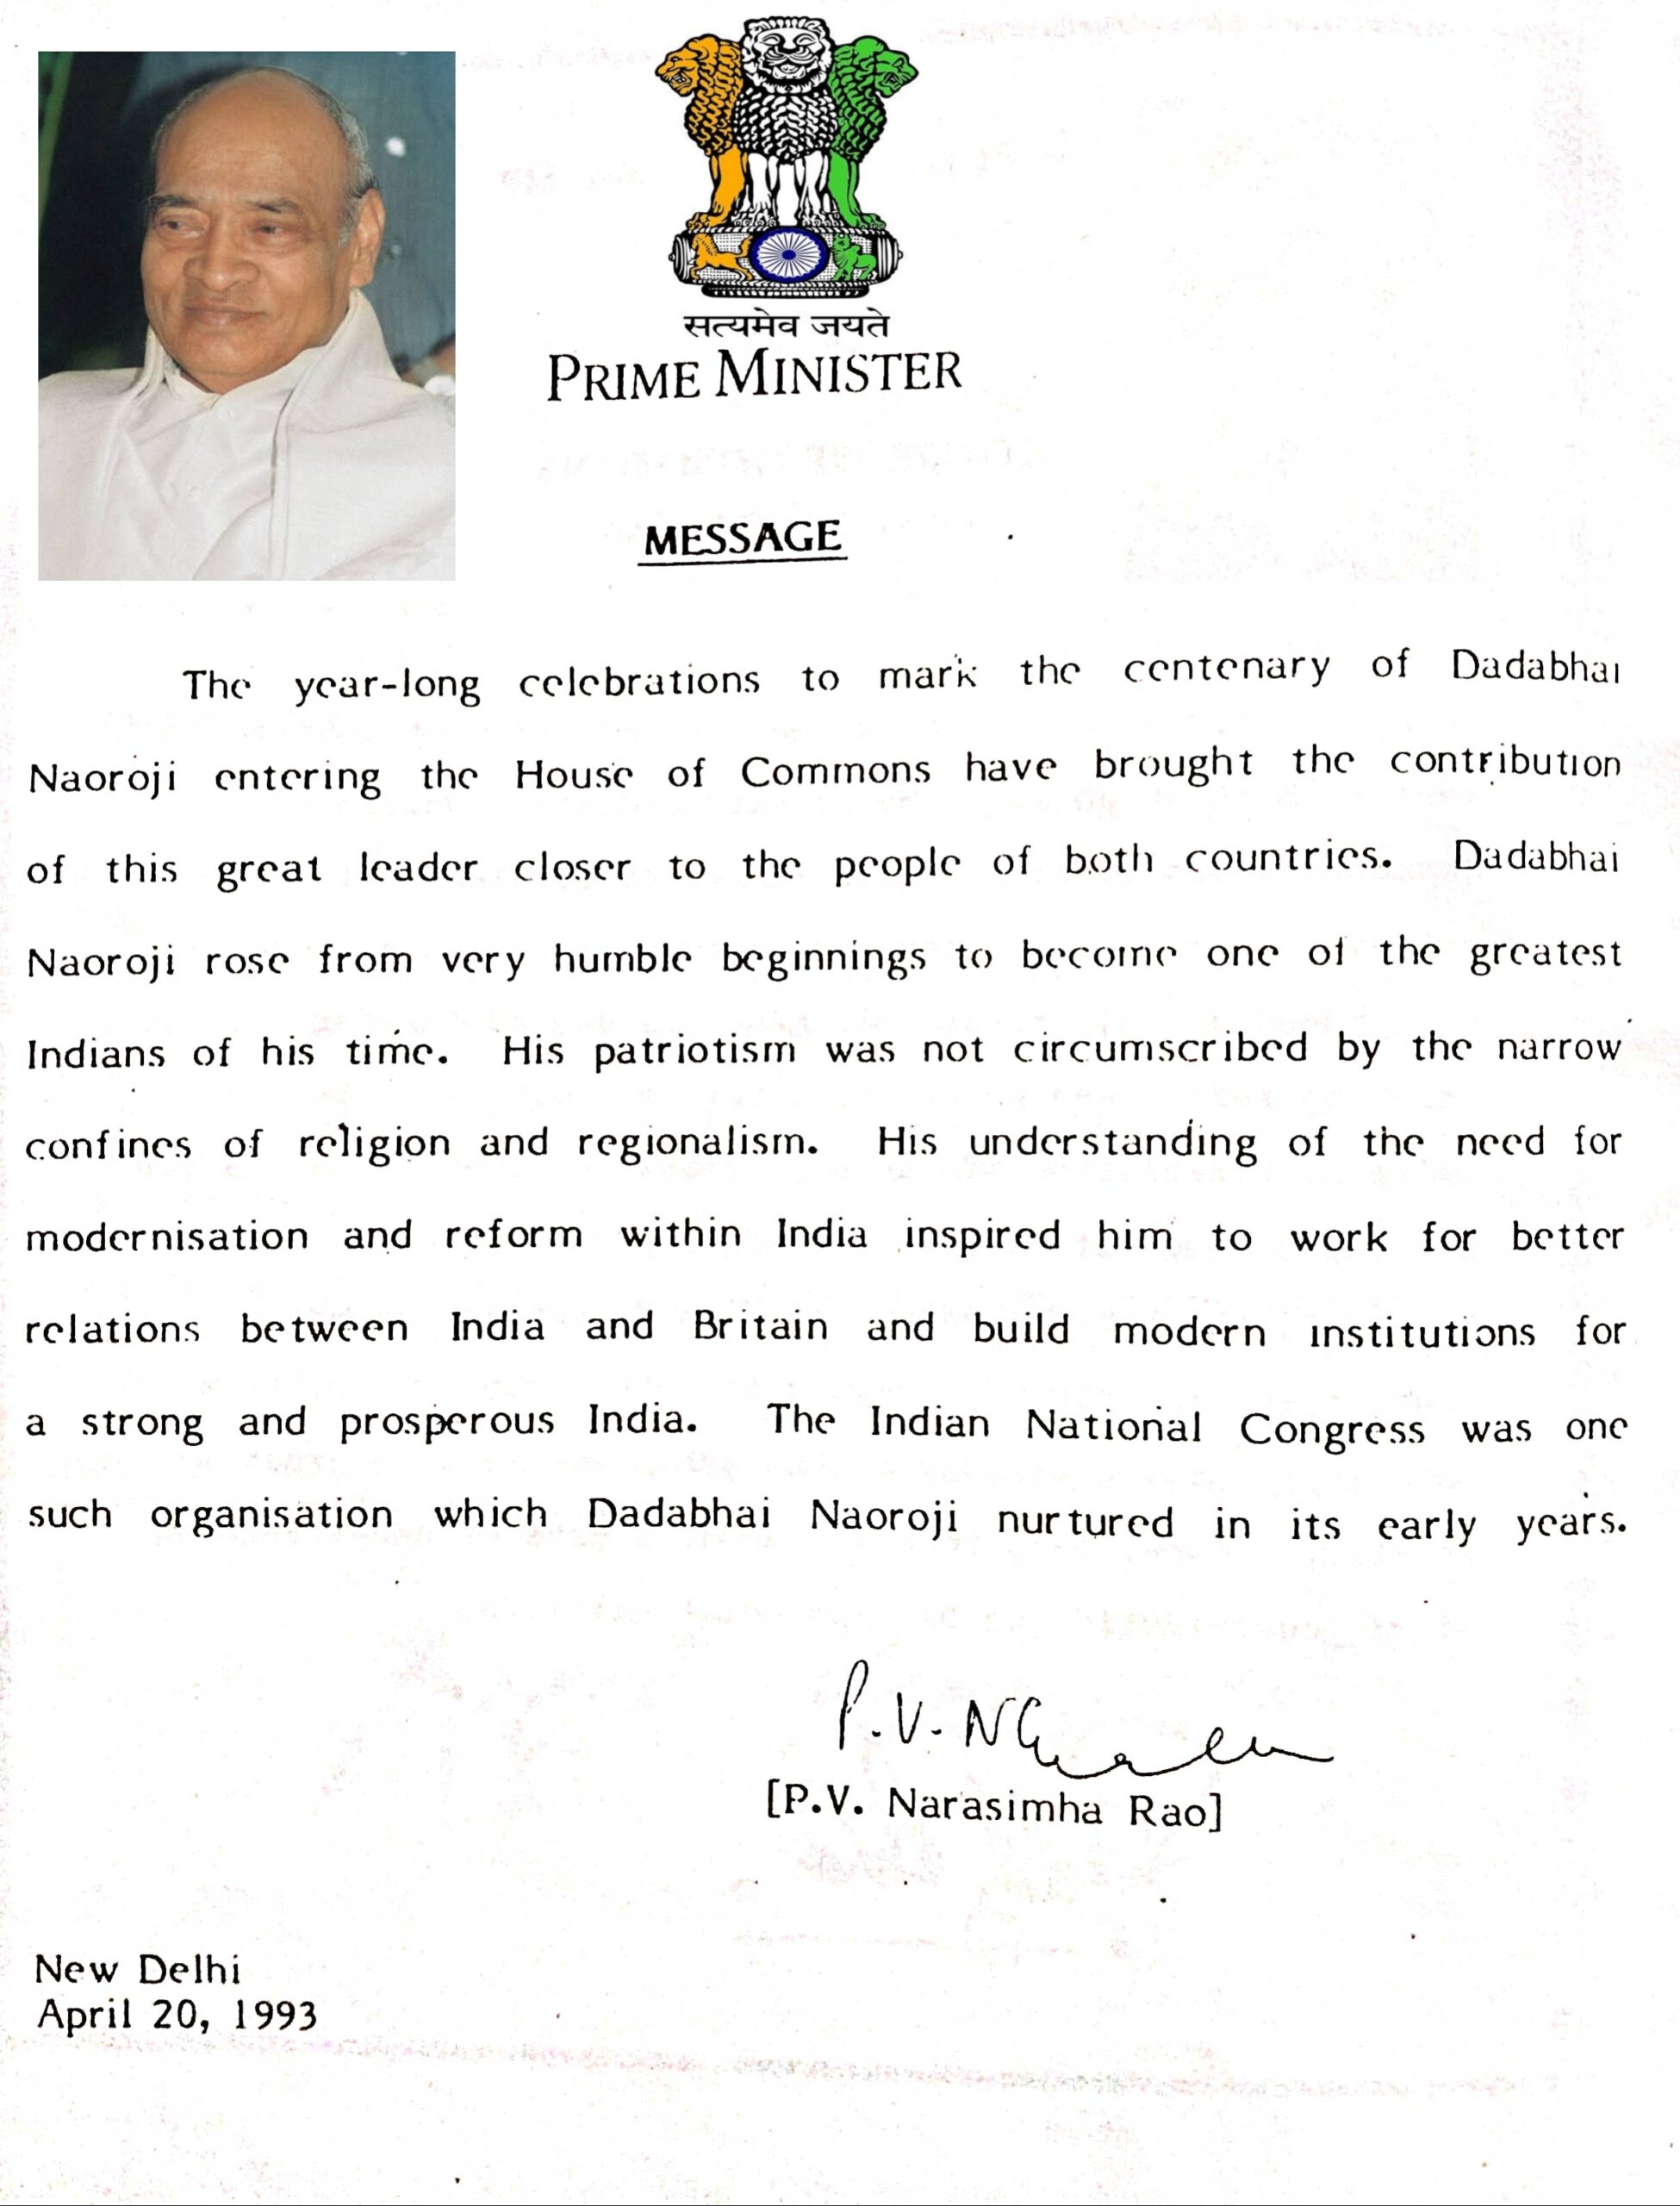 सत्यमेव जयते
PRIME MINISTER
MESSAGE
The year-long celebrations to mark the centenary of Dadabhai
Naoroji entering the House of Commons have brought the contribution
of this great leader closer to the people of both countries. Dadabhai
Naoroji rose from very humble beginnings to become one of the greatest
Indians of his time. His patriotism was not circumscribed by the narrow
confines of religion and regionalism. His understanding of the need for
modernisation and reform within India inspired him to work for better
relations between India and Britain and build modern institutions for
a strong and prosperous India. The Indian National Congress was one
such organisation which Dadabhai Naoroji nurtured in its early years.
P.V.
[P.V. Narasimha Rao]
New Delhi
April 20, 1993